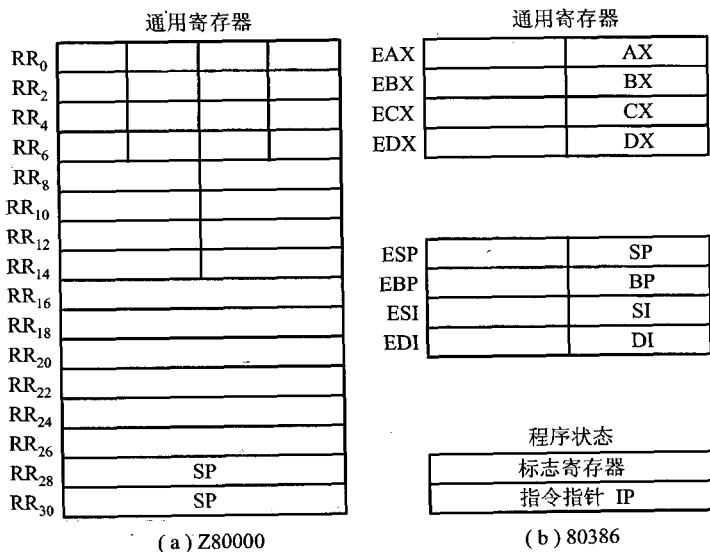 通用寄存器
RR₀
RR₂
RR₄
RR₆
RR₈
RR₁₀
RR₁₂
RR₁₄
RR₁₆
RR₁₈
RR₂₀
RR₂₂
RR₂₄
RR₂₆
RR₂₈ SP
RR₃₀ SP
(a) Z80000
通用寄存器
EAX AX
EBX BX
ECX CX
EDX DX
ESP SP
EBP BP
ESI SI
EDI DI
程序状态
标志寄存器
指令指针 IP
(b) 80386